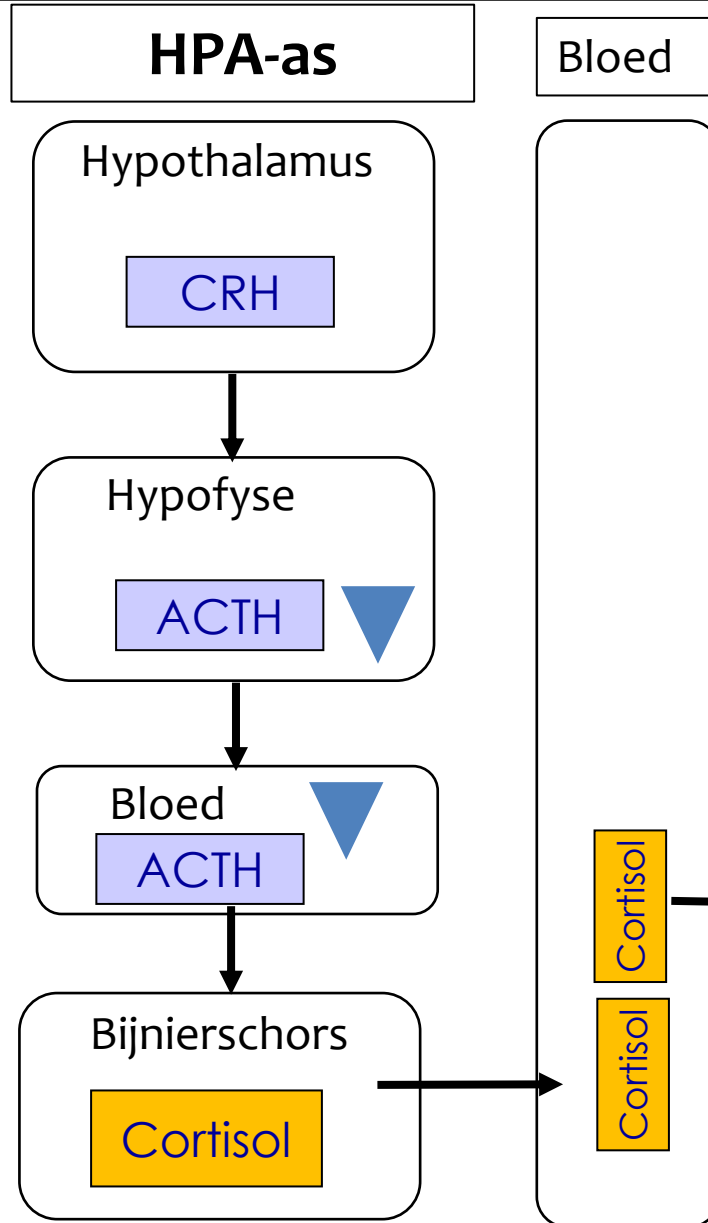 HPA-as
Hypothalamus
CRH
Hypofyse
ACTH
Bloed
ACTH
Bijnierschors
Cortisol
Bloed
Cortisol
Cortisol